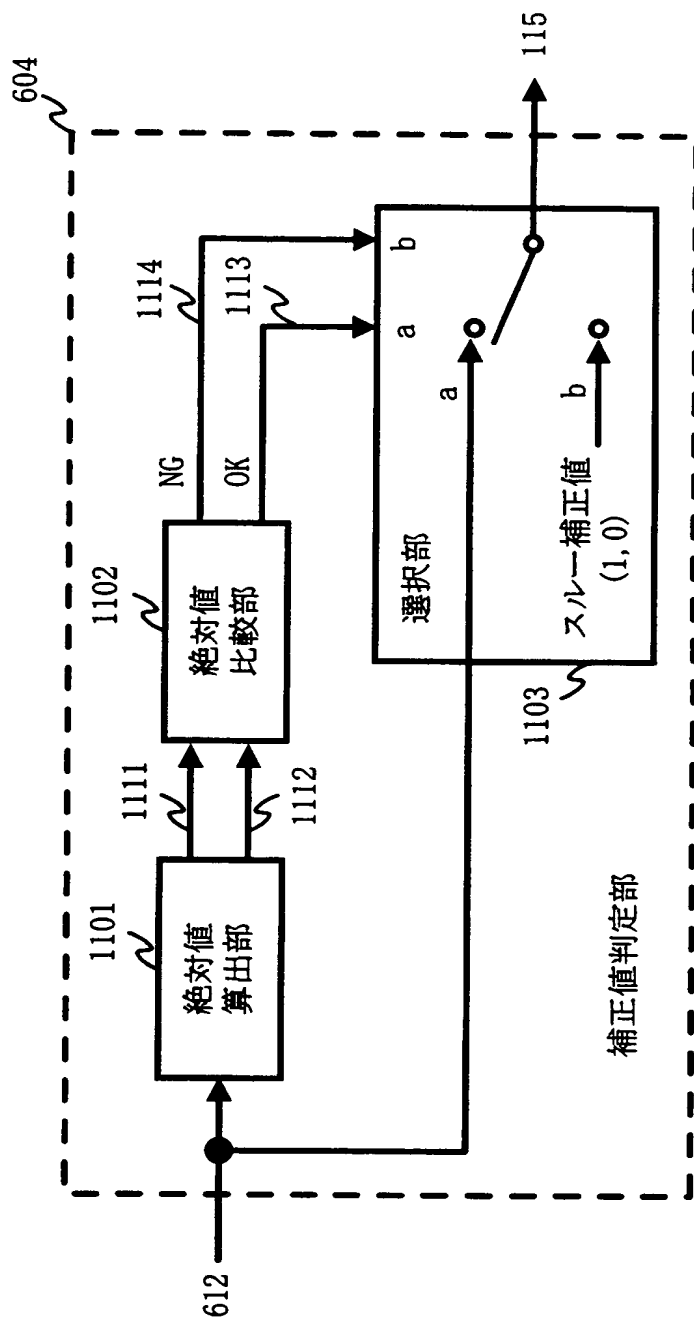 604
612
1101
絶対値
算出部
1111
1112
1102
絶対値
比較部
NG
OK
1114
1113
a
b
選択部
a
b
スルー補正値
(1,0)
1103
115
補正値判定部